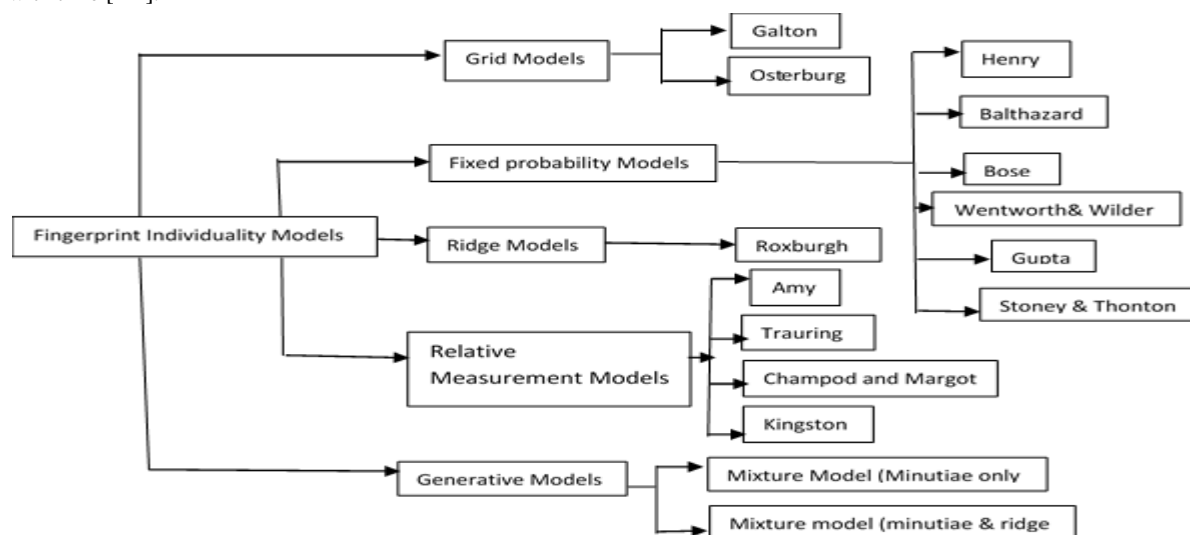 Grid Models
Galton
Osterburg
Henry
Balthazard
Fixed probability Models
Bose
Wentworth& Wilder
Fingerprint Individuality Models
Ridge Models
Roxburgh
Gupta
Stoney & Thonton
Amy
Relative
Measurement Models
Trauring
Champod and Margot
Kingston
Generative Models
Mixture Model (Minutiae only
Mixture model (minutiae & ridge